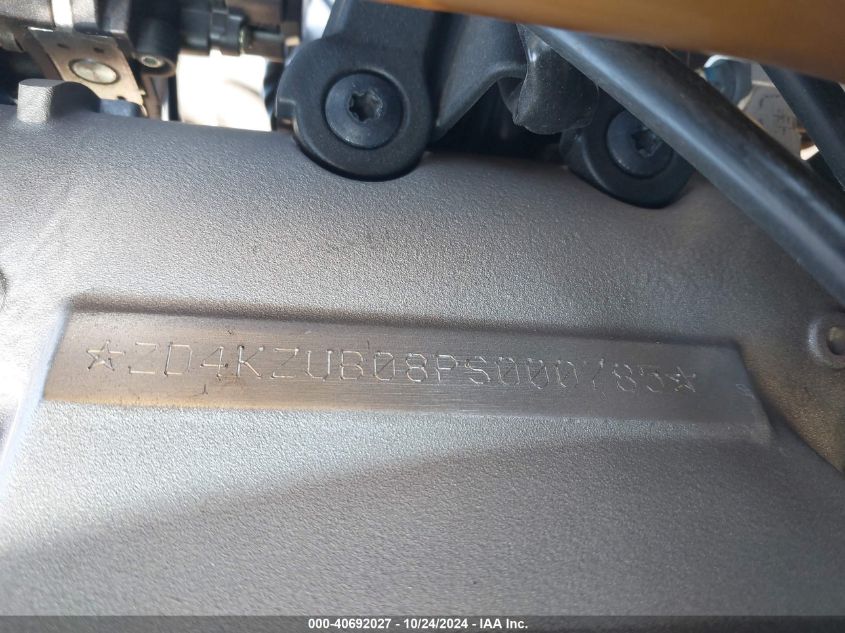 ☆ZD4KZUB08PS000785☆
000-40692027 - 10/24/2024 - IAA Inc.